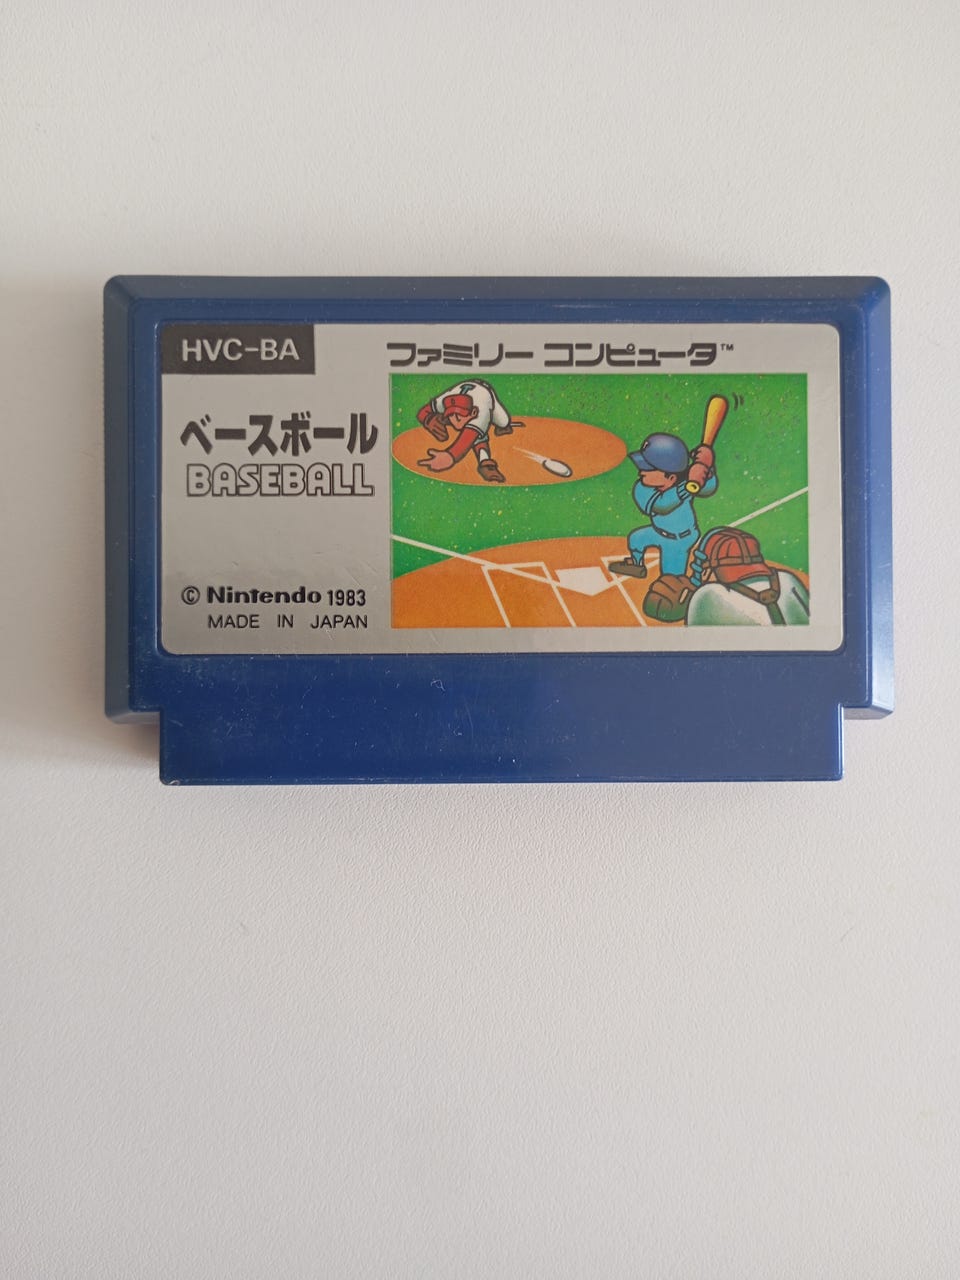 HVC-BA
ファミリー コンピュータ™
ベースボール
BASEBALL
© Nintendo 1983
MADE IN JAPAN